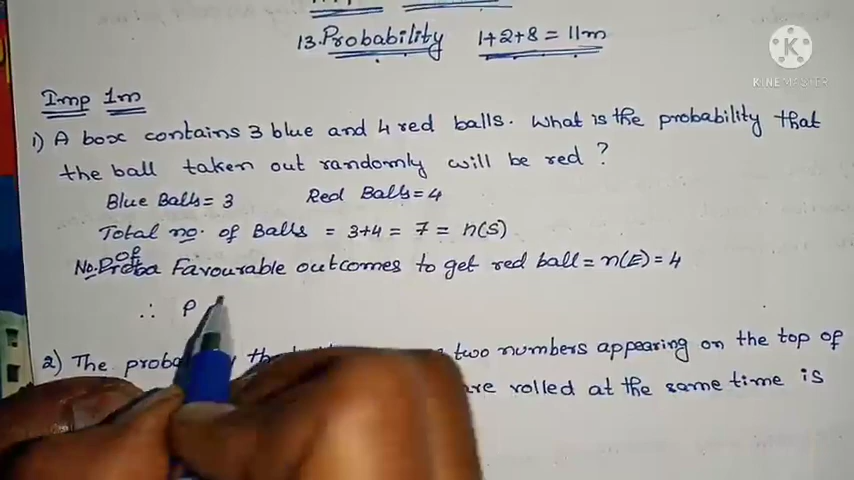 13. Probability 1+2+8 = 11m
KINEMASTER
Imp 1m
1) A box contains 3 blue and 4 red balls. What is the probability that
the ball taken out randomly will be red?
Blue Balls = 3 Red Balls = 4
Total no. of Balls = 3+4 = 7 = n(S)
No. of Favourable outcomes to get red ball = n(E) = 4
∴ P
2) The two numbers appearing on the top of
are rolled at the same time is